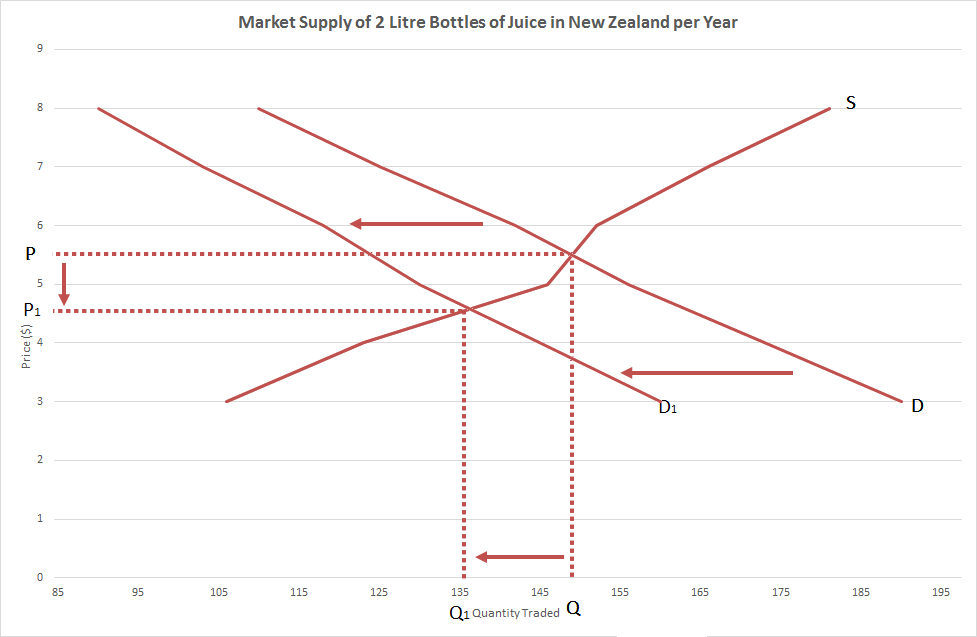 Market Supply of 2 Litre Bottles of Juice in New Zealand per Year
9
8
S
7
6
P
5
P1
Price ($)
4
3
D1
D
2
1
0
85 95 105 115 125 135 145 155 165 175 185 195
Q1 Quantity Traded Q